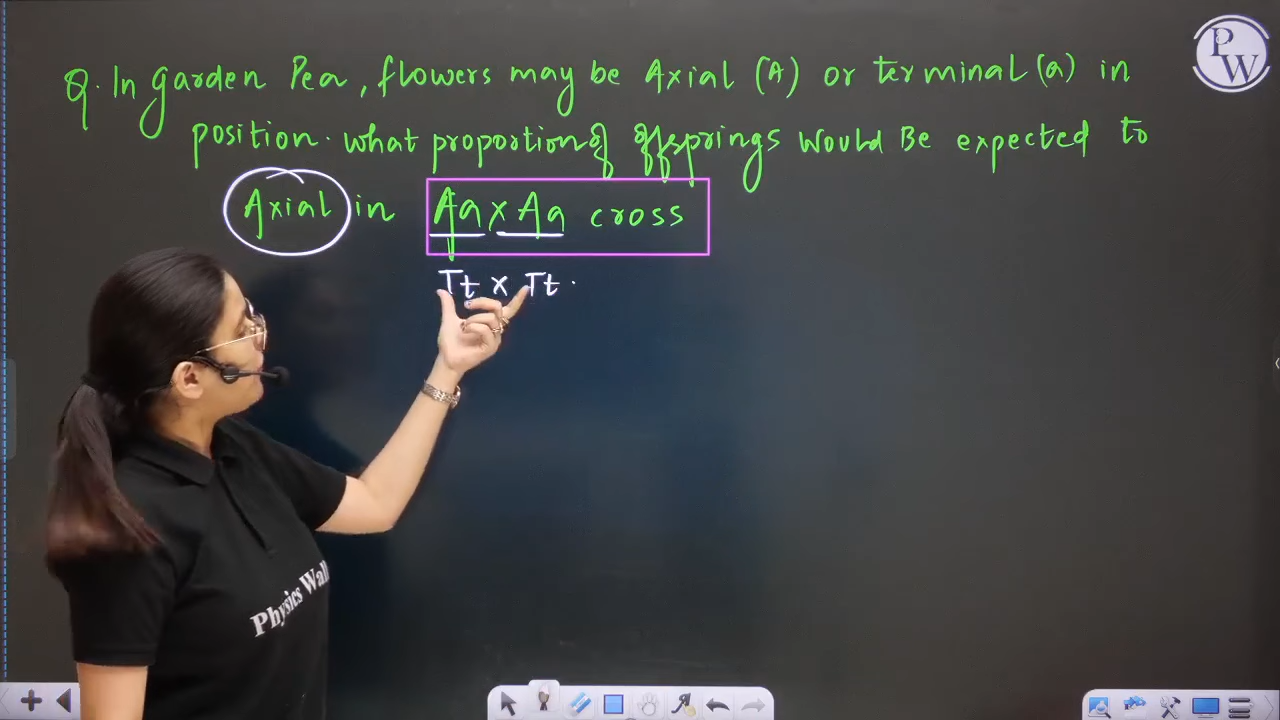 Q. In garden Pea, flowers may be Axial (A) or terminal (a) in
position. what proportion of offsprings would Be expected to
Axial in Aa x Aa cross
Tt x Tt.
PW
Physics Wall